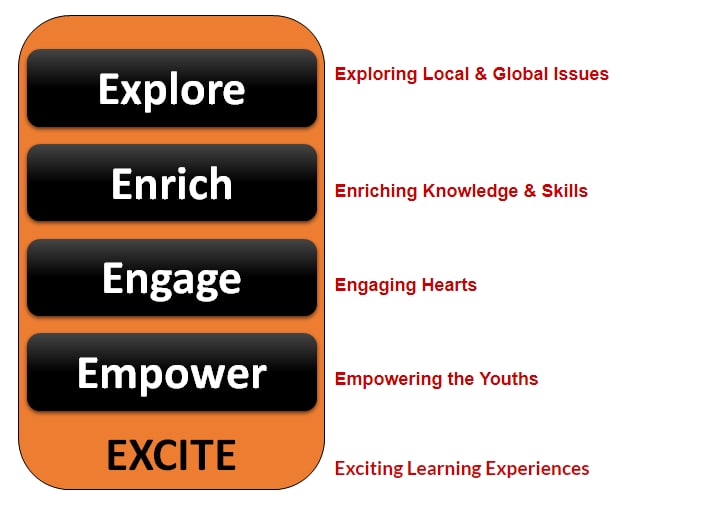 Explore
Exploring Local & Global Issues
Enrich
Enriching Knowledge & Skills
Engage
Engaging Hearts
Empower
Empowering the Youths
EXCITE
Exciting Learning Experiences